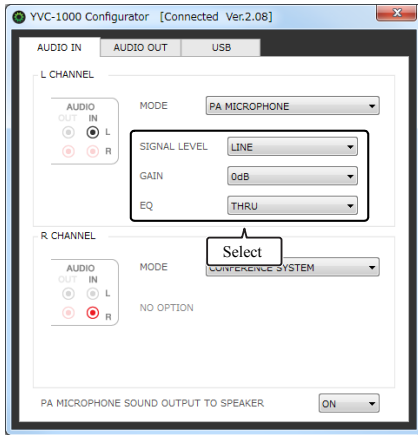 YVC-1000 Configurator [Connected Ver.2.08]
AUDIO IN AUDIO OUT USB
L CHANNEL
AUDIO
OUT IN
L
R
MODE PA MICROPHONE
SIGNAL LEVEL LINE
GAIN 0dB
EQ THRU
Select
R CHANNEL
AUDIO
OUT IN
L
R
MODE CONFERENCE SYSTEM
NO OPTION
PA MICROPHONE SOUND OUTPUT TO SPEAKER ON